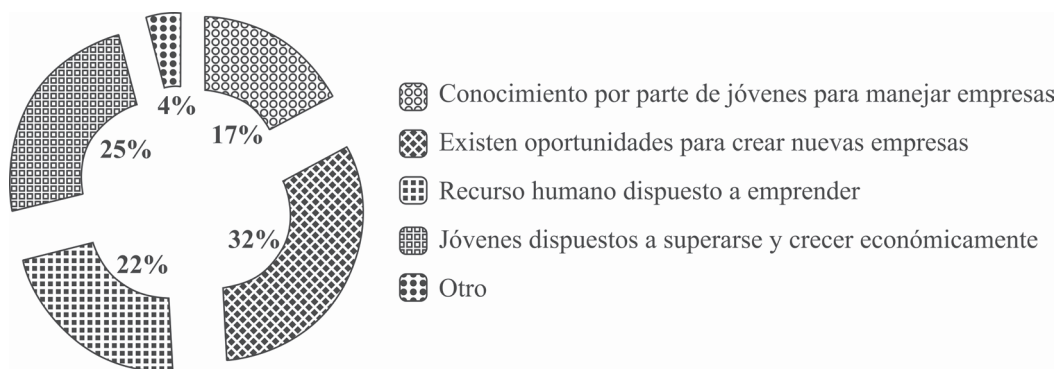 4%
17%
25%
32%
22%
Conocimiento por parte de jóvenes para manejar empresas
Existen oportunidades para crear nuevas empresas
Recurso humano dispuesto a emprender
Jóvenes dispuestos a superarse y crecer económicamente
Otro